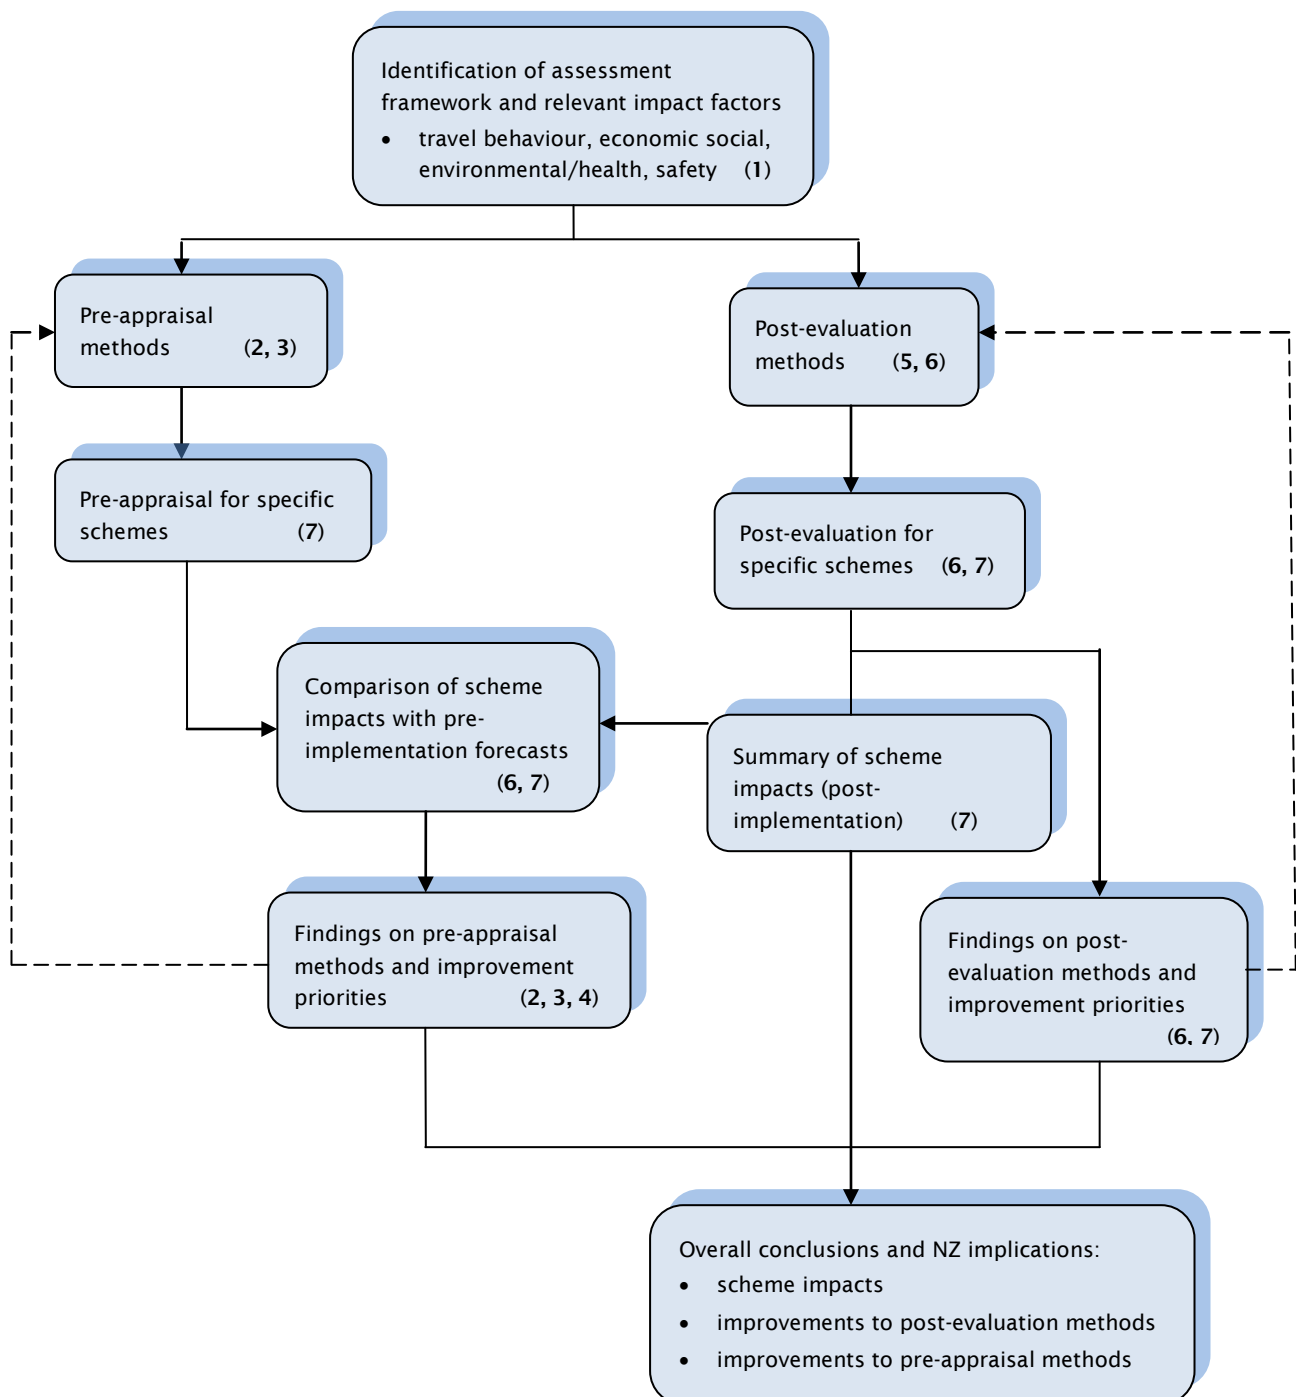 Identification of assessment
framework and relevant impact factors
• travel behaviour, economic social,
environmental/health, safety (1)
Pre-appraisal
methods (2, 3)
Post-evaluation
methods (5, 6)
Pre-appraisal for specific
schemes (7)
Post-evaluation for
specific schemes (6, 7)
Comparison of scheme
impacts with pre-
implementation forecasts
(6, 7)
Summary of scheme
impacts (post-
implementation) (7)
Findings on pre-appraisal
methods and improvement
priorities (2, 3, 4)
Findings on post-
evaluation methods and
improvement priorities
(6, 7)
Overall conclusions and NZ implications:
• scheme impacts
• improvements to post-evaluation methods
• improvements to pre-appraisal methods